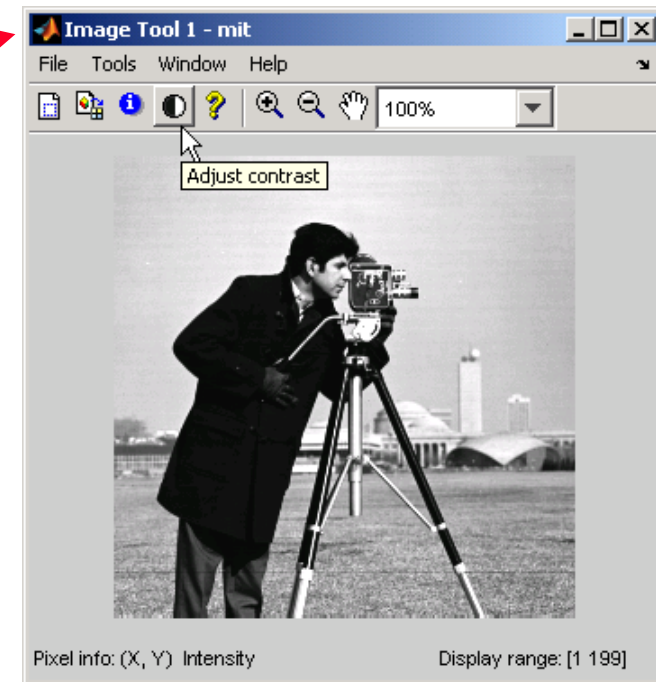 Image Tool 1 - mit
File Tools Window Help
100%
Adjust contrast
Pixel info: (X, Y) Intensity
Display range: [1 199]